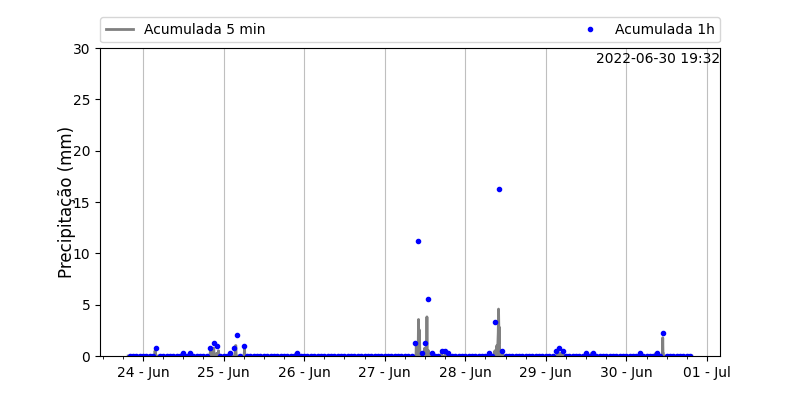 Acumulada 5 min Acumulada 1h
2022-06-30 19:32
Precipitação (mm)
30
25
20
15
10
5
0
24 - Jun 25 - Jun 26 - Jun 27 - Jun 28 - Jun 29 - Jun 30 - Jun 01 - Jul